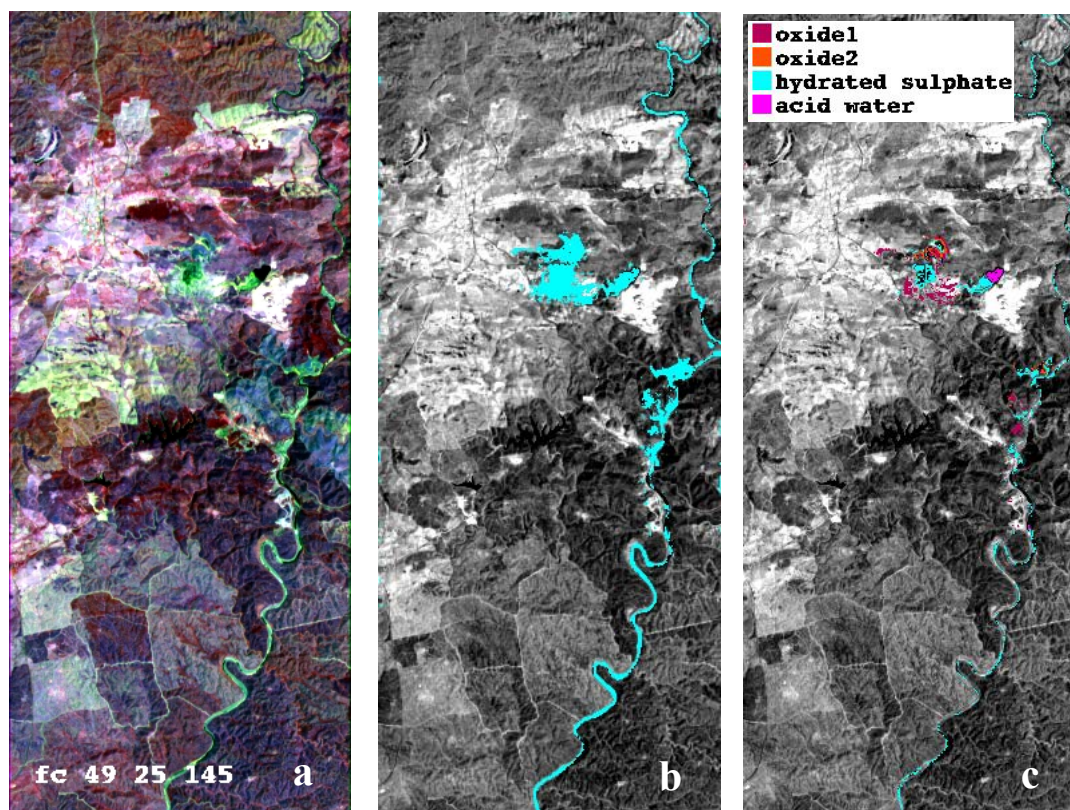 oxide1
oxide2
hydrated sulphate
acid water
fc 49 25 145
a
b
c